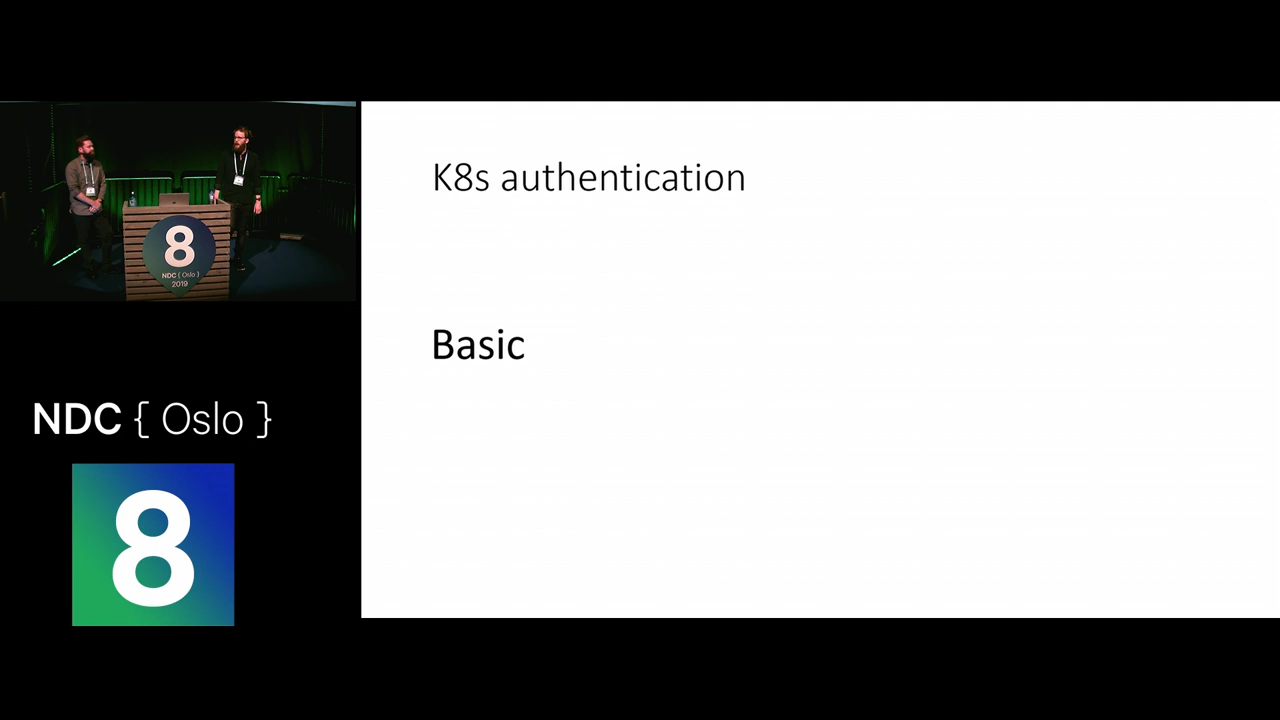 K8s authentication
Basic
8
NDC { Oslo }
2019
NDC { Oslo }
8